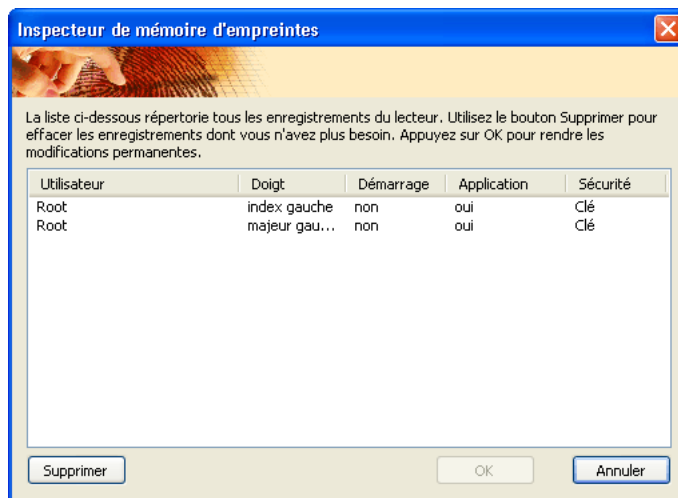 Inspecteur de mémoire d'empreintes
La liste ci-dessous répertorie tous les enregistrements du lecteur. Utilisez le bouton Supprimer pour
effacer les enregistrements dont vous n'avez plus besoin. Appuyez sur OK pour rendre les
modifications permanentes.
Utilisateur Doigt Démarrage Application Sécurité
Root index gauche non oui Clé
Root majeur gau... non oui Clé
Supprimer OK Annuler